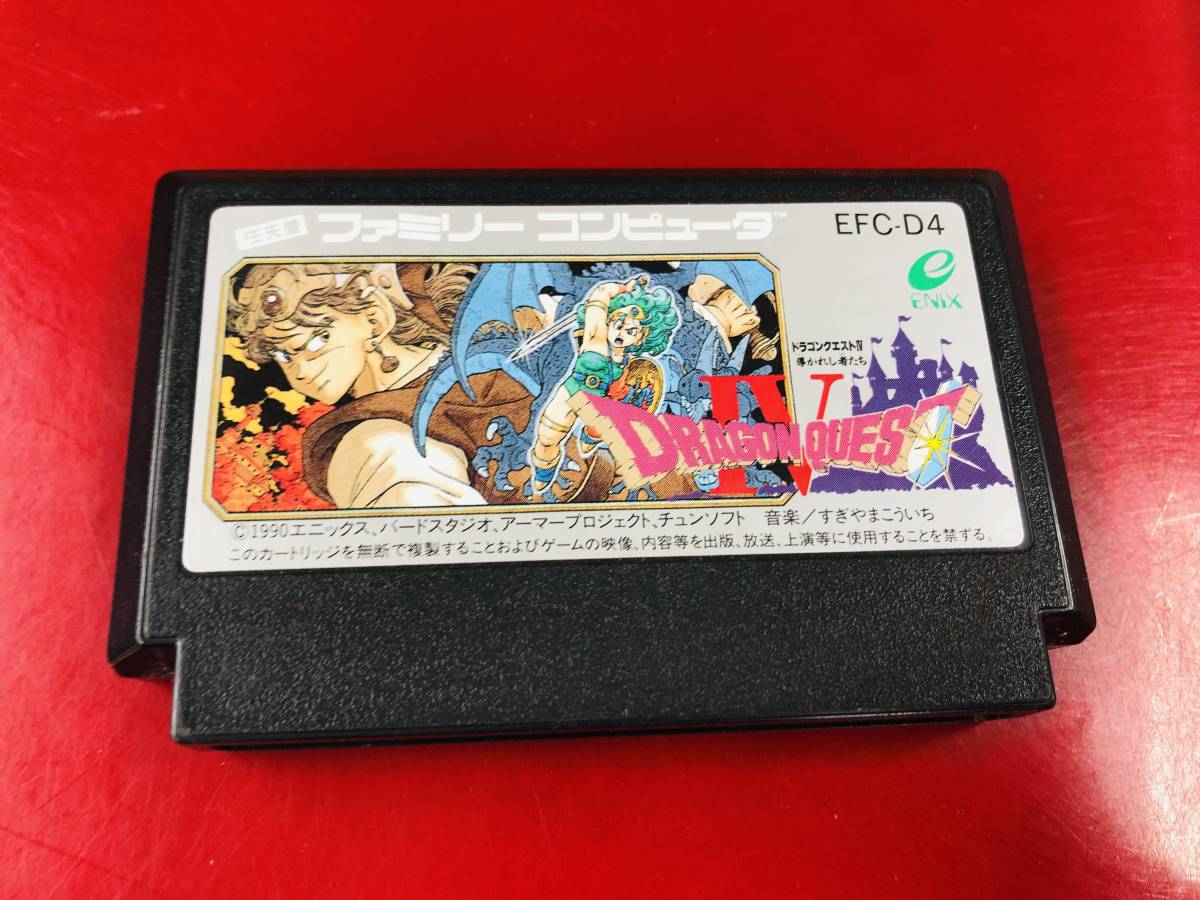 任天堂 ファミリー コンピュータ™ EFC-D4
e
ENIX
ドラゴンクエストIV
導かれし者たち
IV
DRAGON QUEST
©1990エニックス、バードスタジオ、アーマープロジェクト、チュンソフト 音楽/すぎやまこういち
このカートリッジを無断で複製することおよびゲームの映像、内容等を出版、放送、上演等に使用することを禁ずる。